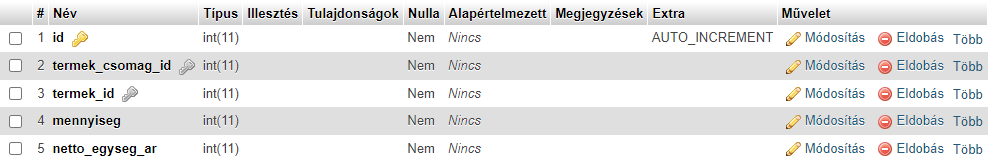 # Név Típus Illesztés Tulajdonságok Nulla Alapértelmezett Megjegyzések Extra Művelet
1 id int(11) Nem Nincs AUTO_INCREMENT Módosítás Eldobás Több
2 termek_csomag_id int(11) Nem Nincs Módosítás Eldobás Több
3 termek_id int(11) Nem Nincs Módosítás Eldobás Több
4 mennyiseg int(11) Nem Nincs Módosítás Eldobás Több
5 netto_egyseg_ar int(11) Nem Nincs Módosítás Eldobás Több